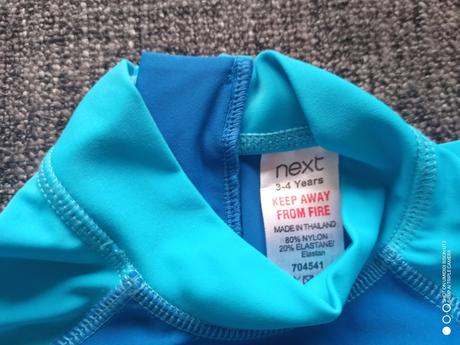 next
3-4 Years
KEEP AWAY
FROM FIRE
MADE IN THAILAND
80% NYLON
20% ELASTANE/
Elastan
704541